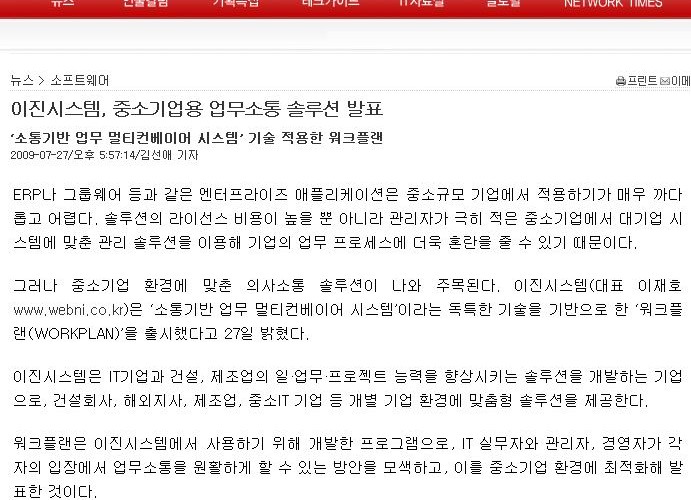 뉴스 인물컬럼 기획특집 테크가이드 IT자료실 글로벌 NETWORK TIMES
뉴스 > 소프트웨어
프린트 이메
이진시스템, 중소기업용 업무소통 솔루션 발표
‘소통기반 업무 멀티컨베이어 시스템’ 기술 적용한 워크플랜
2009-07-27/오후 5:57:14/김선애 기자
ERP나 그룹웨어 등과 같은 엔터프라이즈 애플리케이션은 중소규모 기업에서 적용하기가 매우 까다
롭고 어렵다. 솔루션의 라이선스 비용이 높을 뿐 아니라 관리자가 극히 적은 중소기업에서 대기업 시
스템에 맞춘 관리 솔루션을 이용해 기업의 업무 프로세스에 더욱 혼란을 줄 수 있기 때문이다.
그러나 중소기업 환경에 맞춘 의사소통 솔루션이 나와 주목된다. 이진시스템(대표 이재호
www.webni.co.kr)은 ‘소통기반 업무 멀티컨베이어 시스템’이라는 독특한 기술을 기반으로 한 ‘워크플
랜(WORKPLAN)’을 출시했다고 27일 밝혔다.
이진시스템은 IT기업과 건설, 제조업의 일·업무·프로젝트 능력을 향상시키는 솔루션을 개발하는 기업
으로, 건설회사, 해외지사, 제조업, 중소IT 기업 등 개별 기업 환경에 맞춤형 솔루션을 제공한다.
워크플랜은 이진시스템에서 사용하기 위해 개발한 프로그램으로, IT 실무자와 관리자, 경영자가 각
자의 입장에서 업무소통을 원활하게 할 수 있는 방안을 모색하고, 이를 중소기업 환경에 최적화해 발
표한 것이다.